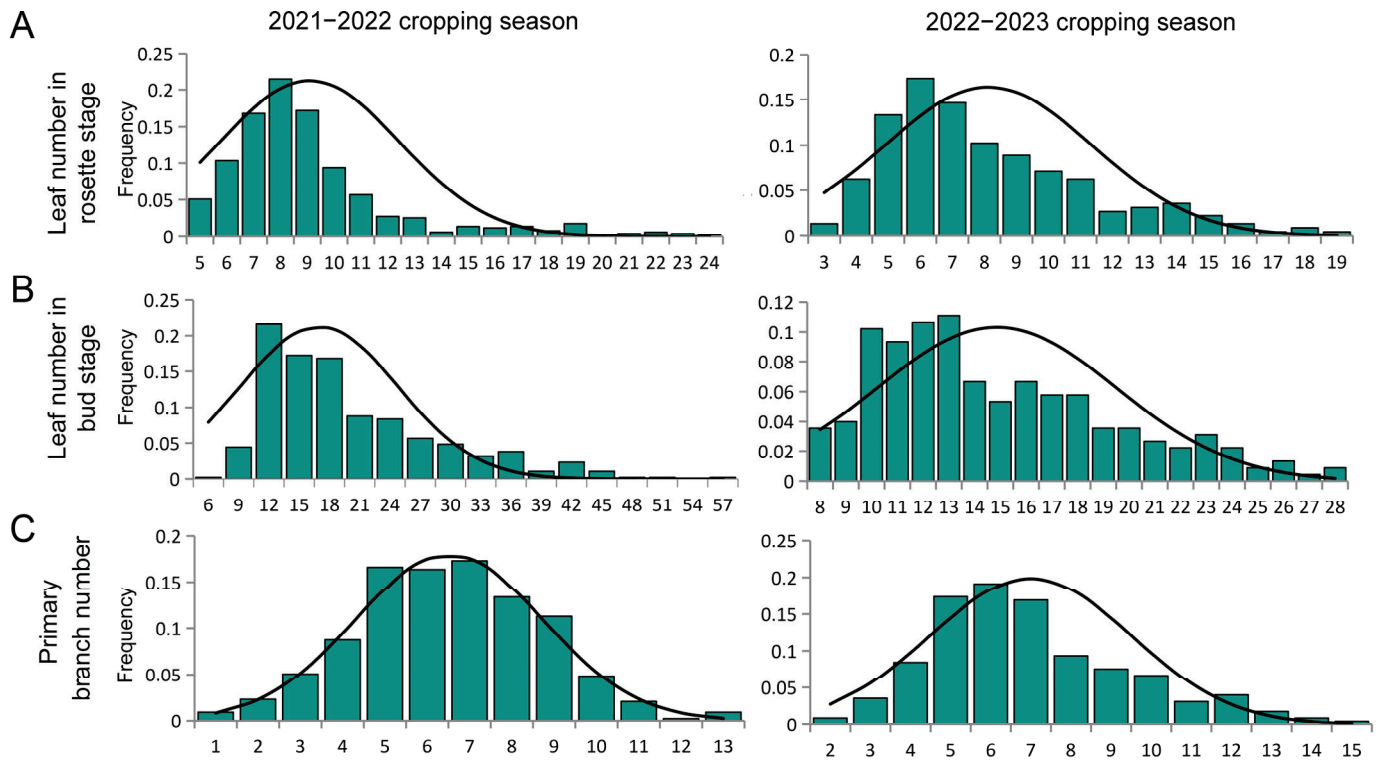 A
2021−2022 cropping season
2022−2023 cropping season
Leaf number in
rosette stage
Frequency
0.25
0.2
0.15
0.1
0.05
0
5 6 7 8 9 10 11 12 13 14 15 16 17 18 19 20 21 22 23 24
0.2
0.15
0.1
0.05
0
3 4 5 6 7 8 9 10 11 12 13 14 15 16 17 18 19
B
Leaf number in
bud stage
Frequency
0.25
0.2
0.15
0.1
0.05
0
6 9 12 15 18 21 24 27 30 33 36 39 42 45 48 51 54 57
0.12
0.1
0.08
0.06
0.04
0.02
0
8 9 10 11 12 13 14 15 16 17 18 19 20 21 22 23 24 25 26 27 28
C
Primary
branch number
Frequency
0.2
0.15
0.1
0.05
0
1 2 3 4 5 6 7 8 9 10 11 12 13
0.25
0.2
0.15
0.1
0.05
0
2 3 4 5 6 7 8 9 10 11 12 13 14 15